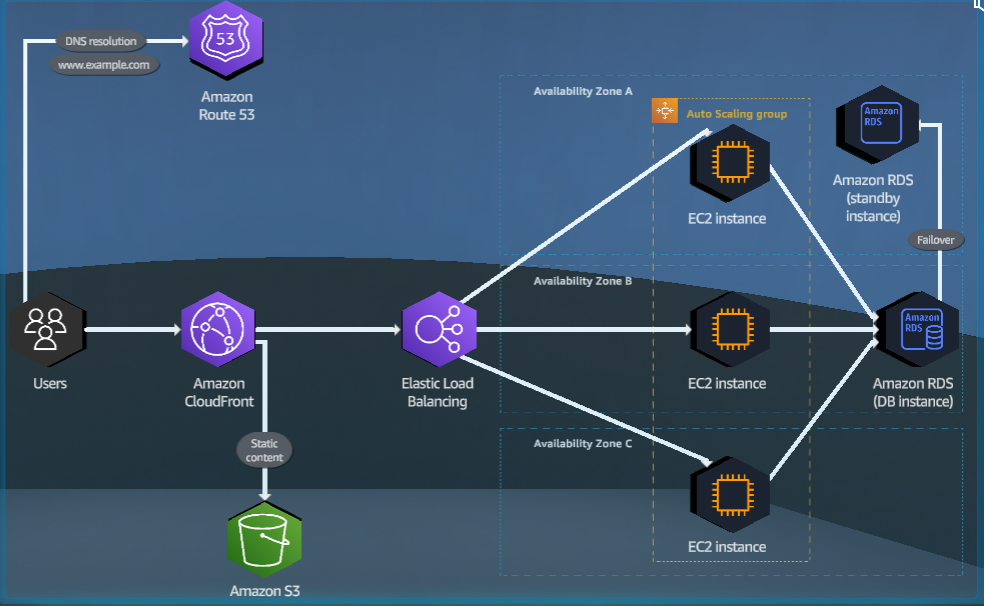 DNS resolution
www.example.com
53
Amazon
Route 53
Availability Zone A
Auto Scaling group
Amazon
RDS
EC2 instance
Amazon RDS
(standby
instance)
Failover
Availability Zone B
Amazon
RDS
Users
Amazon
CloudFront
Elastic Load
Balancing
EC2 instance
Amazon RDS
(DB instance)
Static
content
Availability Zone C
EC2 instance
Amazon S3